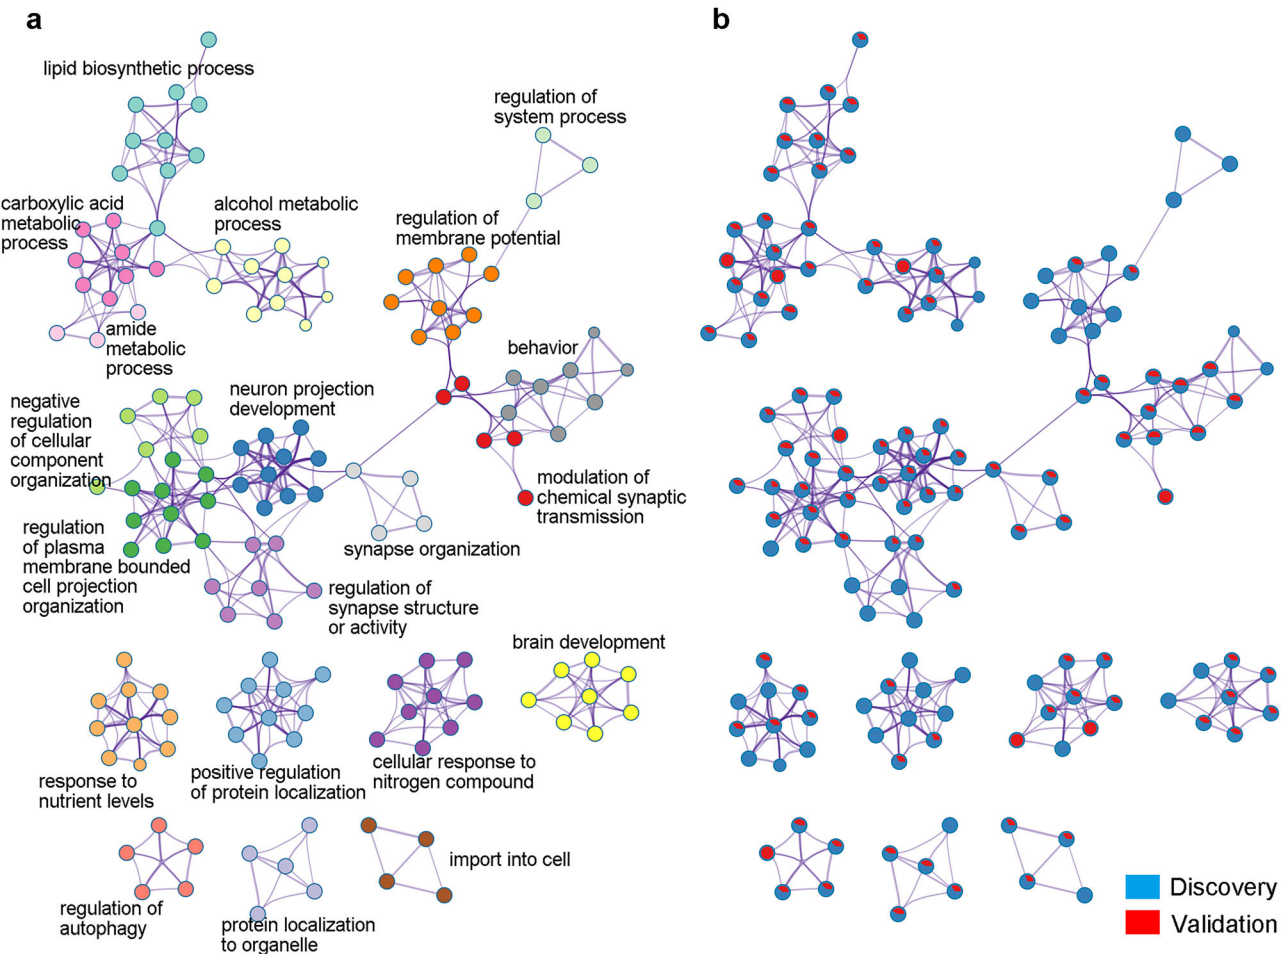 a
b
lipid biosynthetic process
regulation of
system process
carboxylic acid
metabolic
process
alcohol metabolic
process
regulation of
membrane potential
amide
metabolic
process
behavior
neuron projection
development
negative
regulation
of cellular
component
organization
modulation of
chemical synaptic
transmission
regulation
of plasma
membrane bounded
cell projection
organization
synapse organization
regulation of
synapse structure
or activity
brain development
response to
nutrient levels
positive regulation
of protein localization
cellular response to
nitrogen compound
import into cell
regulation of
autophagy
protein localization
to organelle
Discovery
Validation